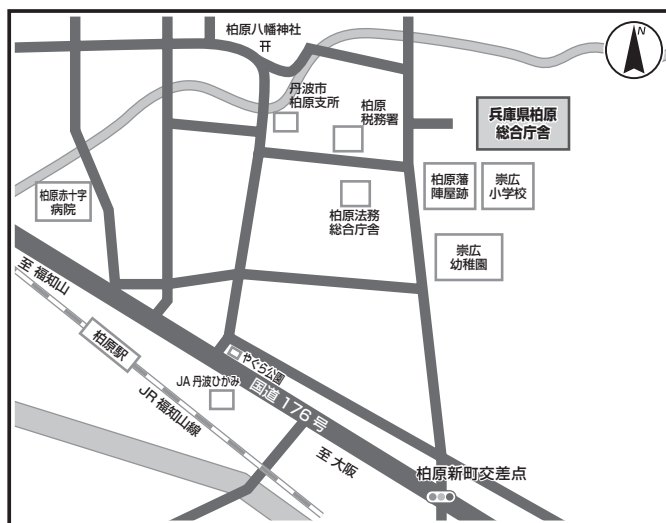 柏原八幡神社
N
丹波市
柏原支所
柏原
税務署
兵庫県柏原
総合庁舎
柏原赤十字
病院
柏原法務
総合庁舎
柏原藩
陣屋跡
崇広
小学校
崇広
幼稚園
至 福知山
柏原駅
やぐら公園
JA 丹波ひかみ
国道 176 号
JR 福知山線
至 大阪
柏原新町交差点